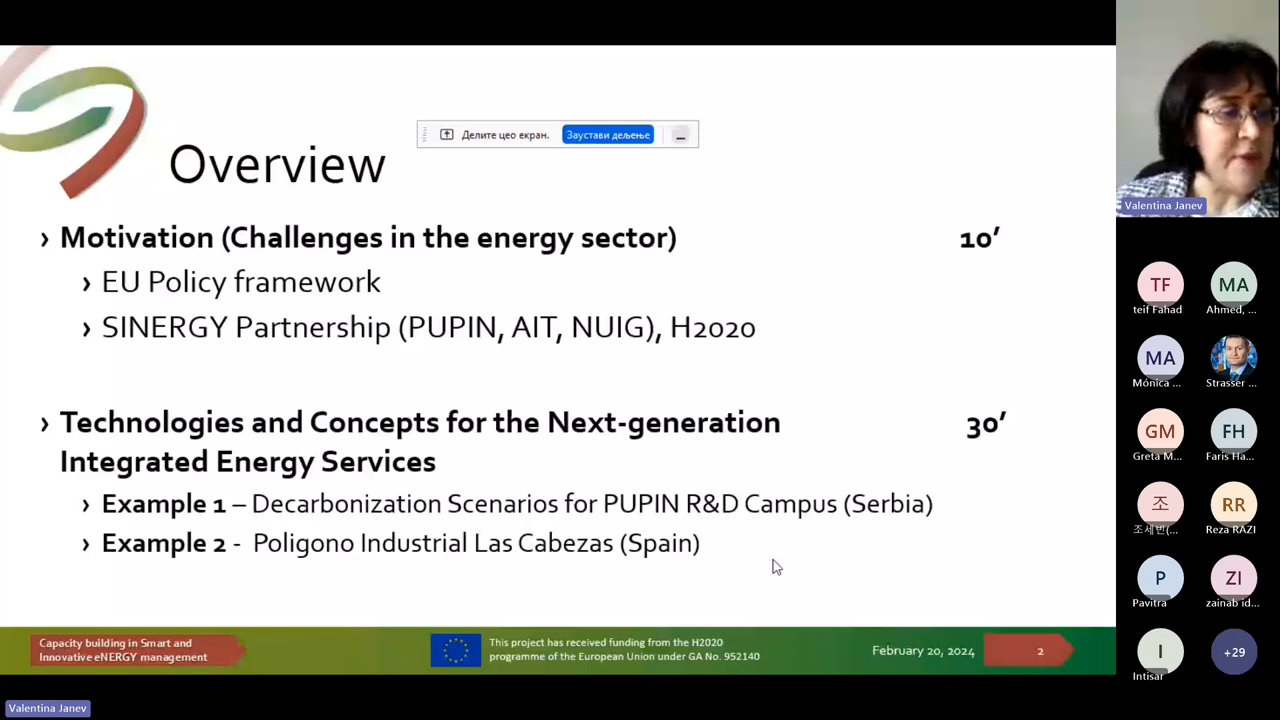 Делите цео екран.
Заустави дељење
Overview
› Motivation (Challenges in the energy sector) 10’
› EU Policy framework
› SINERGY Partnership (PUPIN, AIT, NUIG), H2020
› Technologies and Concepts for the Next-generation 30’
Integrated Energy Services
› Example 1 – Decarbonization Scenarios for PUPIN R&D Campus (Serbia)
› Example 2 - Poligono Industrial Las Cabezas (Spain)
Capacity building in Smart and
Innovative eNERGY management
This project has received funding from the H2020
programme of the European Union under GA No. 952140
February 20, 2024
2
Valentina Janev
Valentina Janev
TF
teif Fahad
MA
Ahmed, ...
MA
Mónica ...
Strasser ...
GM
Greta M...
FH
Faris Ha...
조
조세빈(...
RR
Reza RAZI
P
Pavitra
ZI
zainab id...
I
Intisar
+29